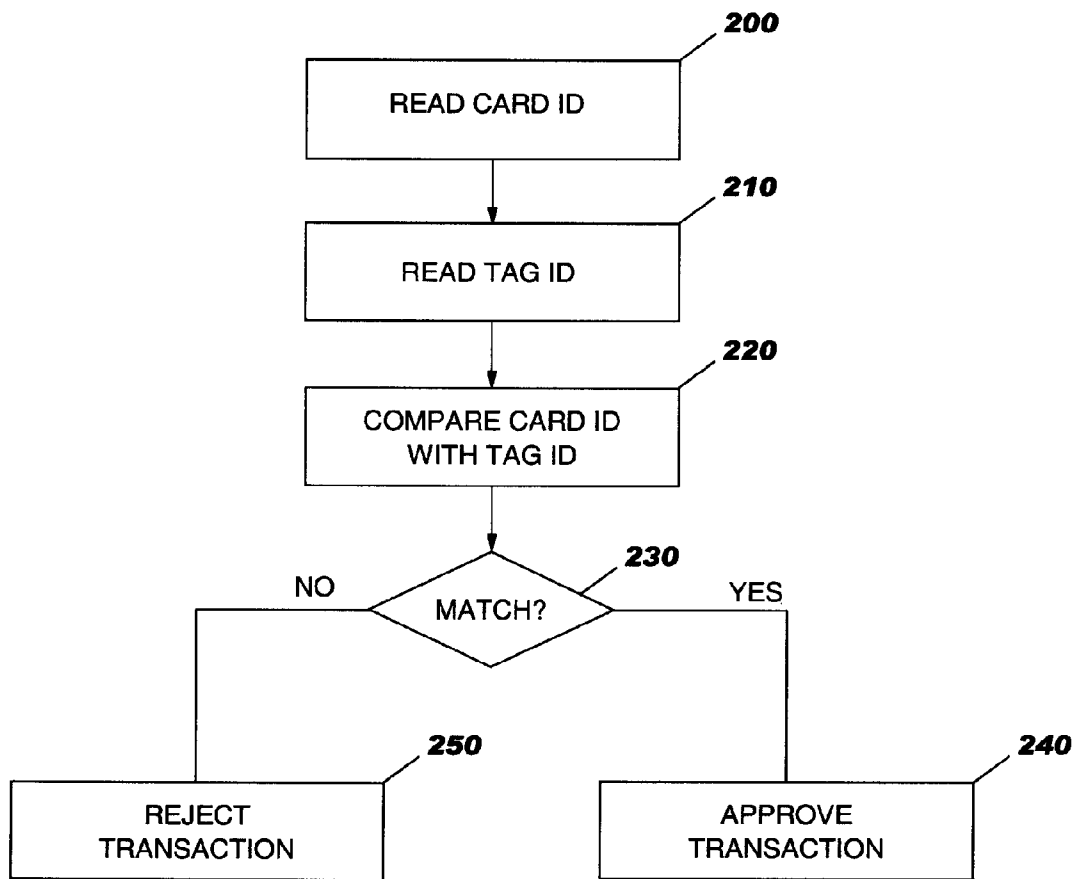 200
READ CARD ID
210
READ TAG ID
220
COMPARE CARD ID
WITH TAG ID
230
NO
MATCH?
YES
250
REJECT
TRANSACTION
240
APPROVE
TRANSACTION